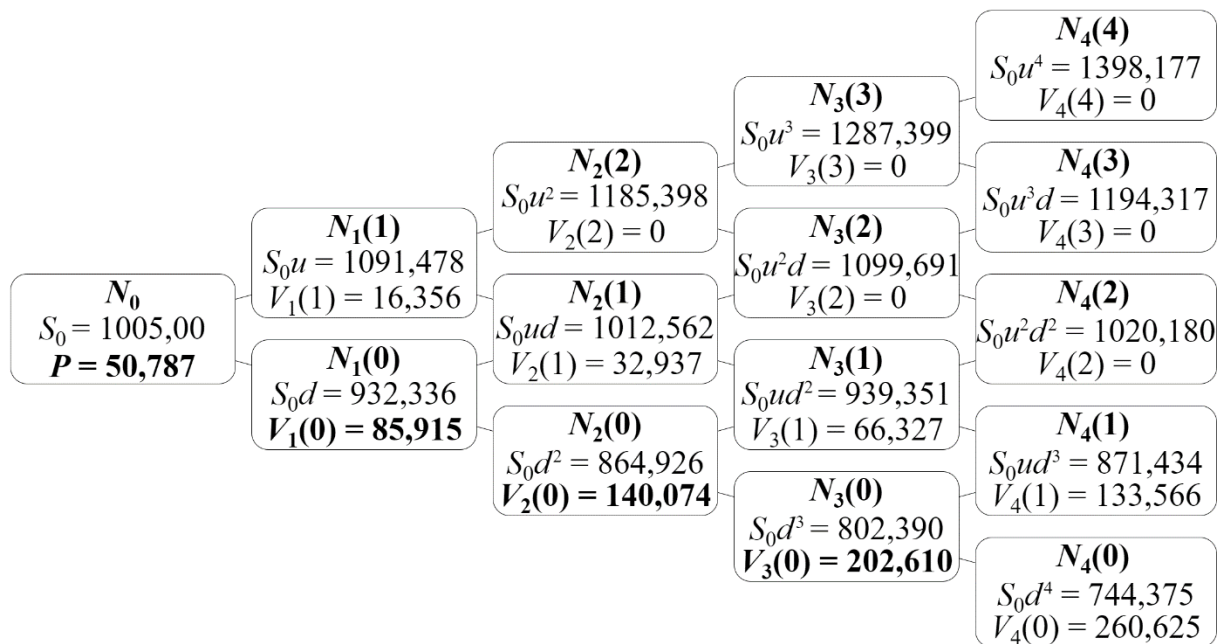 N₄(4)
S₀u⁴ = 1398,177
V₄(4) = 0
N₃(3)
S₀u³ = 1287,399
V₃(3) = 0
N₂(2)
S₀u² = 1185,398
V₂(2) = 0
N₄(3)
S₀u³d = 1194,317
V₄(3) = 0
N₁(1)
S₀u = 1091,478
V₁(1) = 16,356
N₃(2)
S₀u²d = 1099,691
V₃(2) = 0
N₀
S₀ = 1005,00
P = 50,787
N₂(1)
S₀ud = 1012,562
V₂(1) = 32,937
N₄(2)
S₀u²d² = 1020,180
V₄(2) = 0
N₁(0)
S₀d = 932,336
V₁(0) = 85,915
N₃(1)
S₀ud² = 939,351
V₃(1) = 66,327
N₂(0)
S₀d² = 864,926
V₂(0) = 140,074
N₄(1)
S₀ud³ = 871,434
V₄(1) = 133,566
N₃(0)
S₀d³ = 802,390
V₃(0) = 202,610
N₄(0)
S₀d⁴ = 744,375
V₄(0) = 260,625